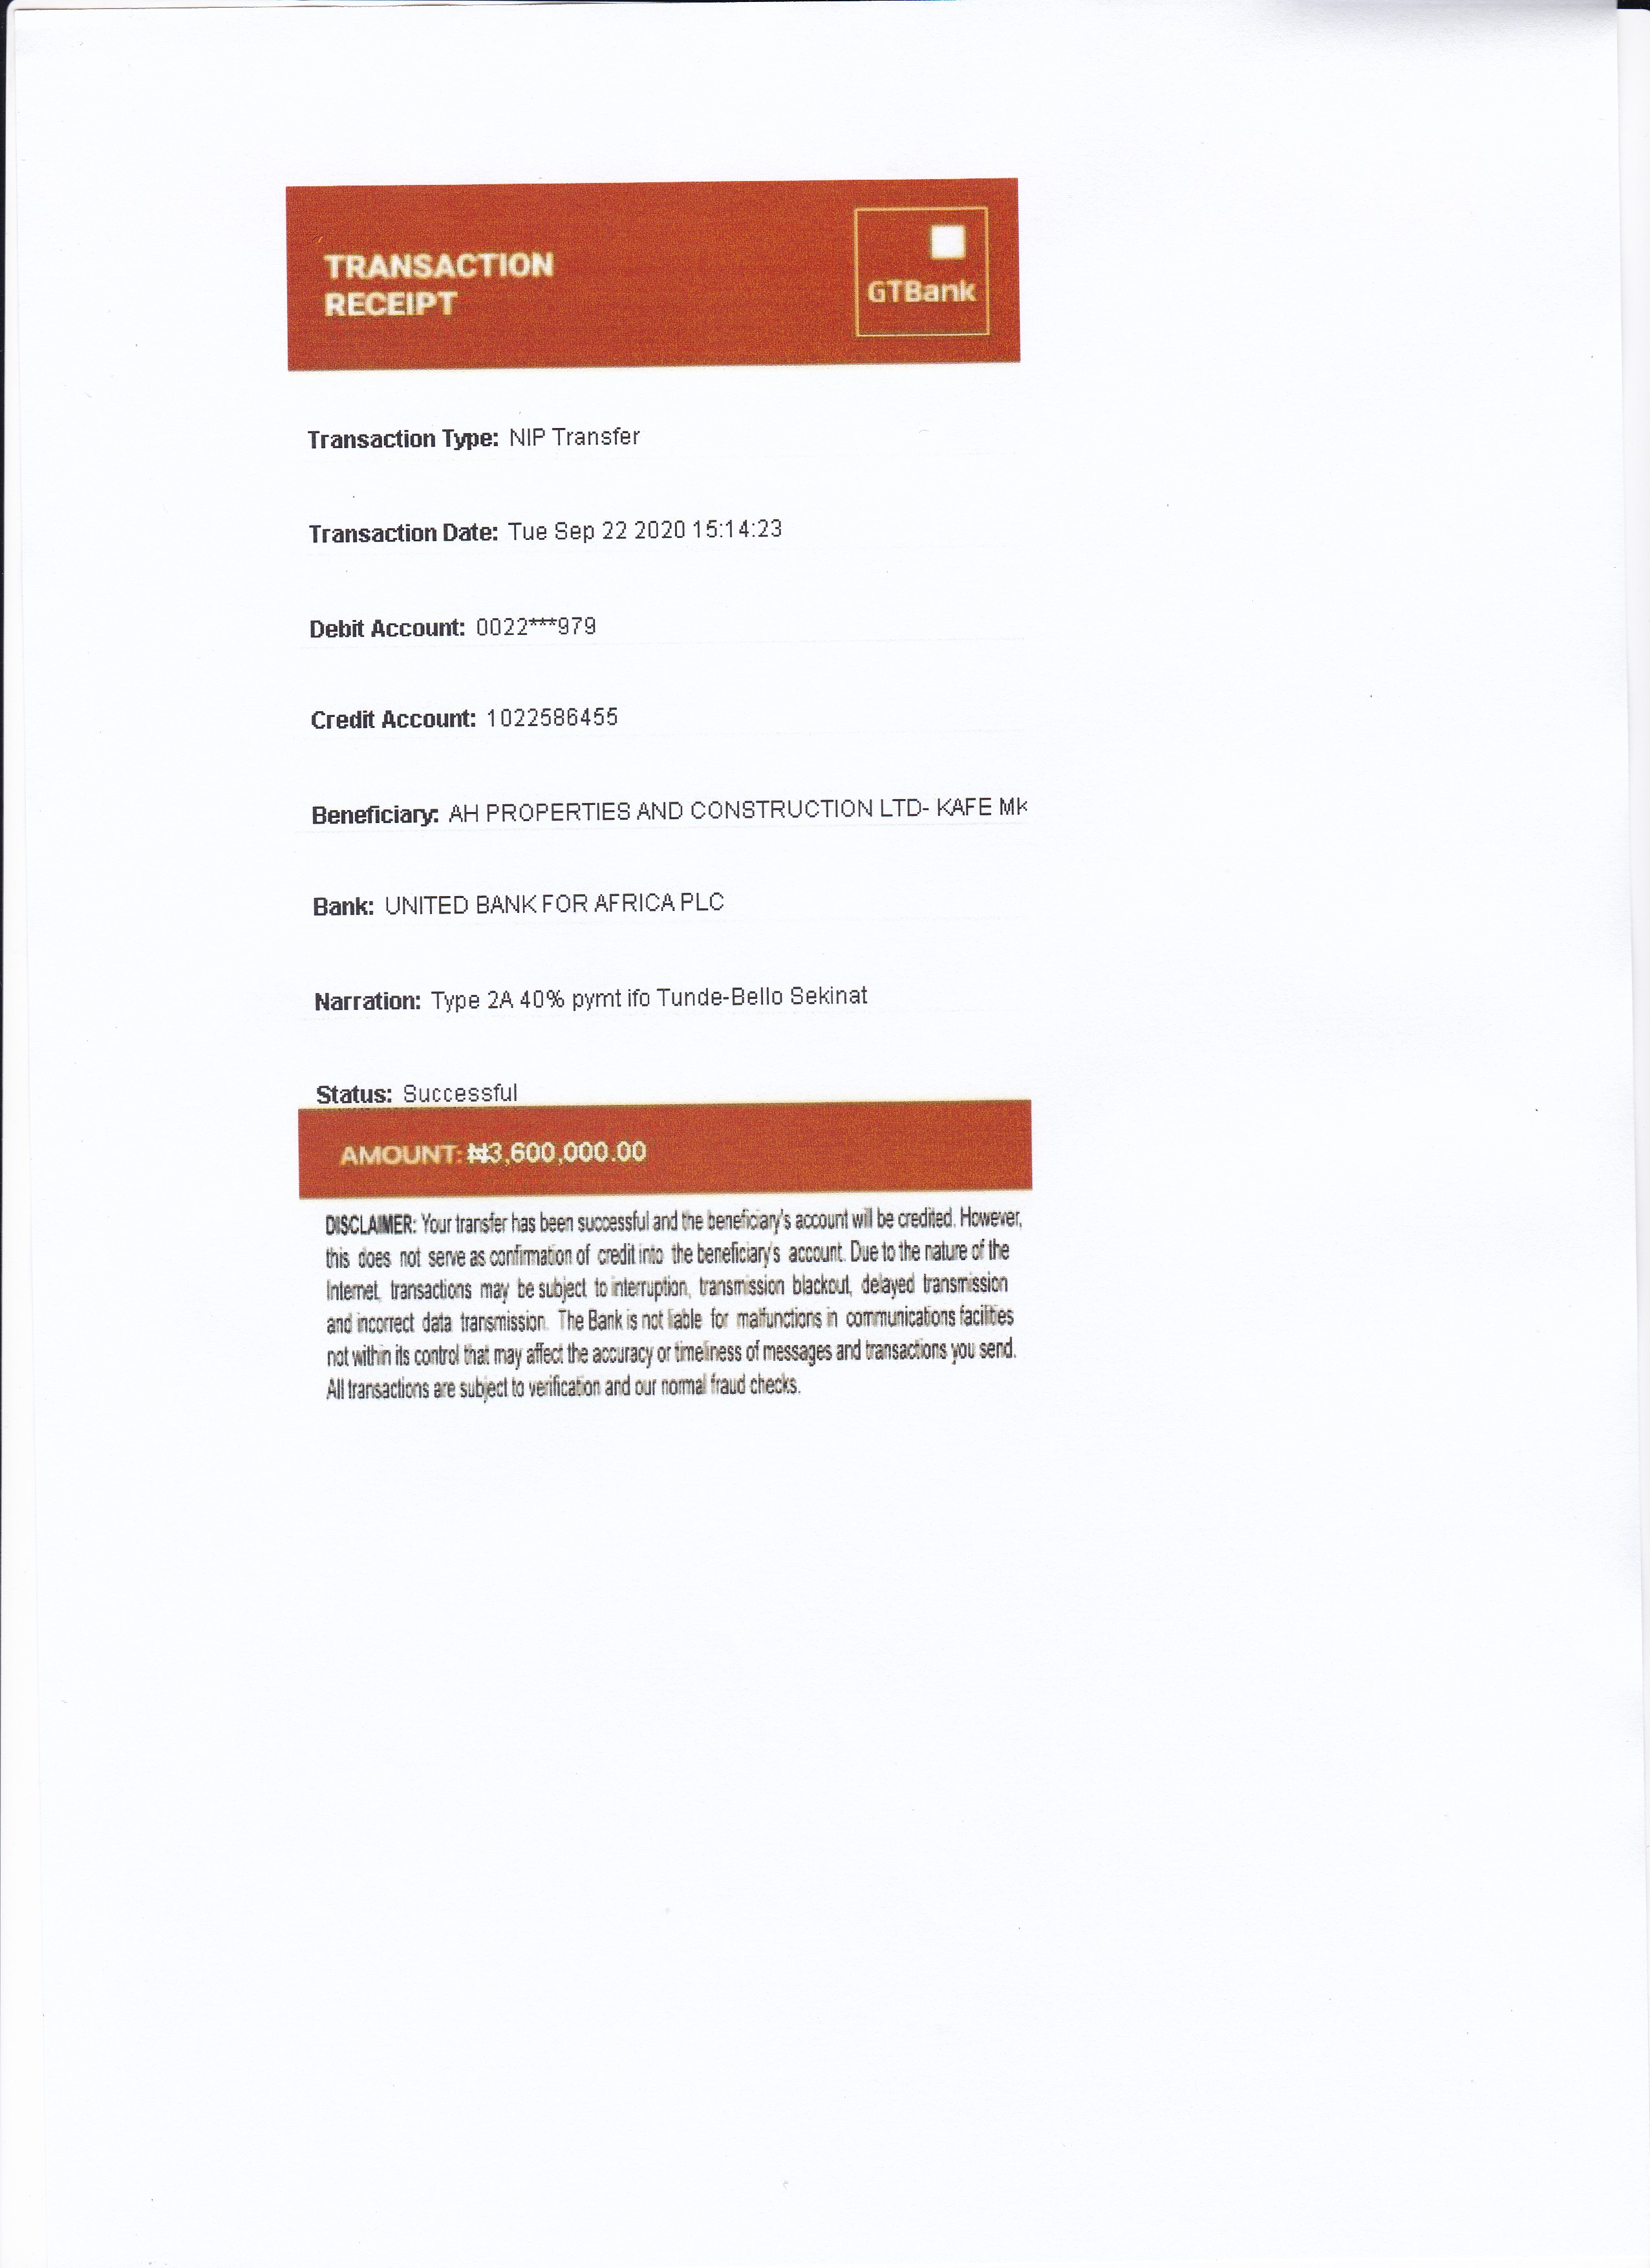 TRANSACTION
RECEIPT
GTBank
Transaction Type: NIP Transfer
Transaction Date: Tue Sep 22 2020 15:14:23
Debit Account: 0022***979
Credit Account: 1022586455
Beneficiary: AH PROPERTIES AND CONSTRUCTION LTD- KAFE MK
Bank: UNITED BANK FOR AFRICA PLC
Narration: Type 2A 40% pymt ifo Tunde-Bello Sekinat
Status: Successful
AMOUNT: ₦3,600,000.00
DISCLAIMER: Your transfer has been successful and the beneficiary's account will be credited. However,
this does not serve as confirmation of credit into the beneficiary's account. Due to the nature of the
Internet, transactions may be subject to interruption, transmission blackout, delayed transmission
and incorrect data transmission. The Bank is not liable for malfunctions in communications facilities
not within its control that may affect the accuracy or timeliness of messages and transactions you send.
All transactions are subject to verification and our normal fraud checks.